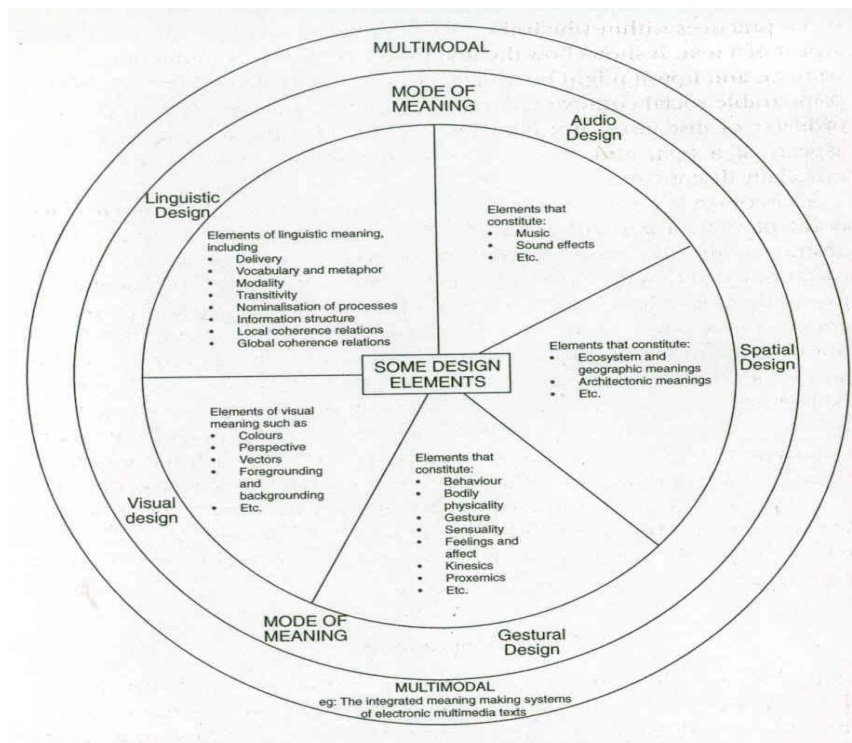 MULTIMODAL
MODE OF
MEANING
Audio
Design
Linguistic
Design
Elements of linguistic meaning,
including
• Delivery
• Vocabulary and metaphor
• Modality
• Transitivity
• Nominalisation of processes
• Information structure
• Local coherence relations
• Global coherence relations
Elements that
constitute:
• Music
• Sound effects
• Etc.
SOME DESIGN
ELEMENTS
Elements that constitute:
• Ecosystem and
geographic meanings
• Architectonic meanings
• Etc.
Spatial
Design
Elements of visual
meaning such as
• Colours
• Perspective
• Vectors
• Foregrounding
and
backgrounding
• Etc.
Visual
design
Elements that
constitute:
• Behaviour
• Bodily
physicality
• Gesture
• Sensuality
• Feelings and
affect
• Kinesics
• Proxemics
• Etc.
MODE OF
MEANING
Gestural
Design
MULTIMODAL
eg: The integrated meaning making systems
of electronic multimedia texts